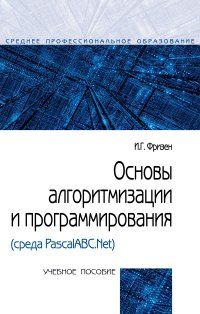 СРЕДНЕЕ ПРОФЕССИОНАЛЬНОЕ ОБРАЗОВАНИЕ
И.Г. Фризен
Основы
алгоритмизации
и программирования
(среда PascalABC.Net)
УЧЕБНОЕ ПОСОБИЕ